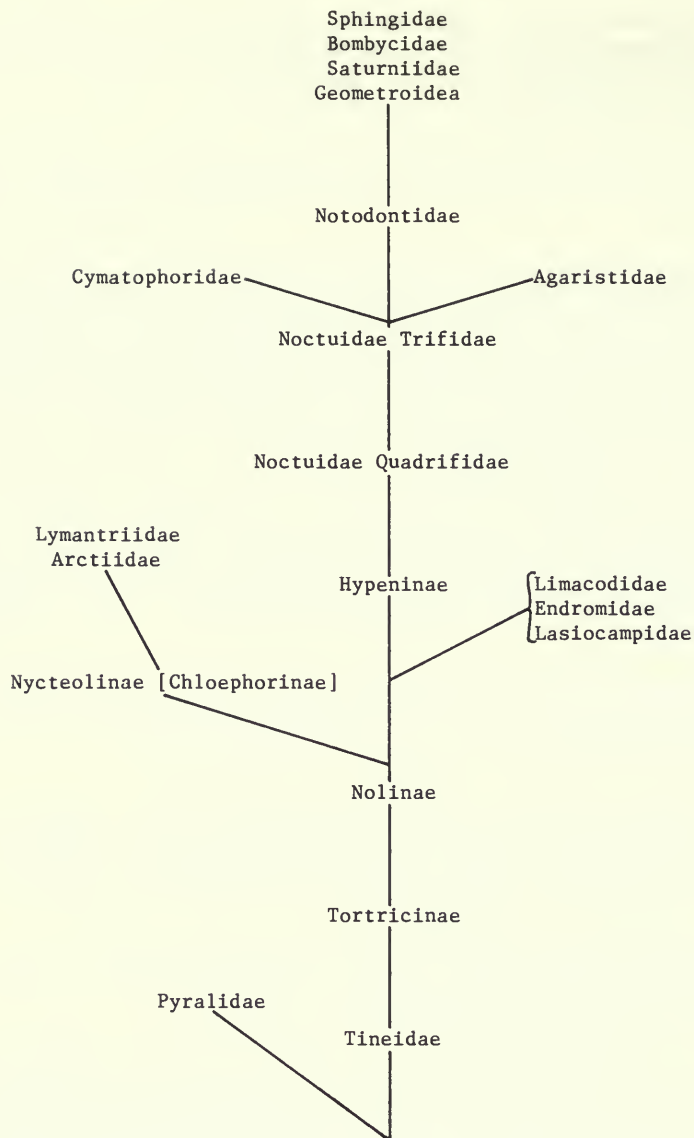 Sphingidae
Bombycidae
Saturniidae
Geometroidea
Notodontidae
Cymatophoridae
Agaristidae
Noctuidae Trifidae
Noctuidae Quadrifidae
Lymantriidae
Arctiidae
Hypeninae
Limacodidae
Endromidae
Lasiocampidae
Nycteolinae [Chloephorinae]
Nolinae
Tortricinae
Pyralidae
Tineidae